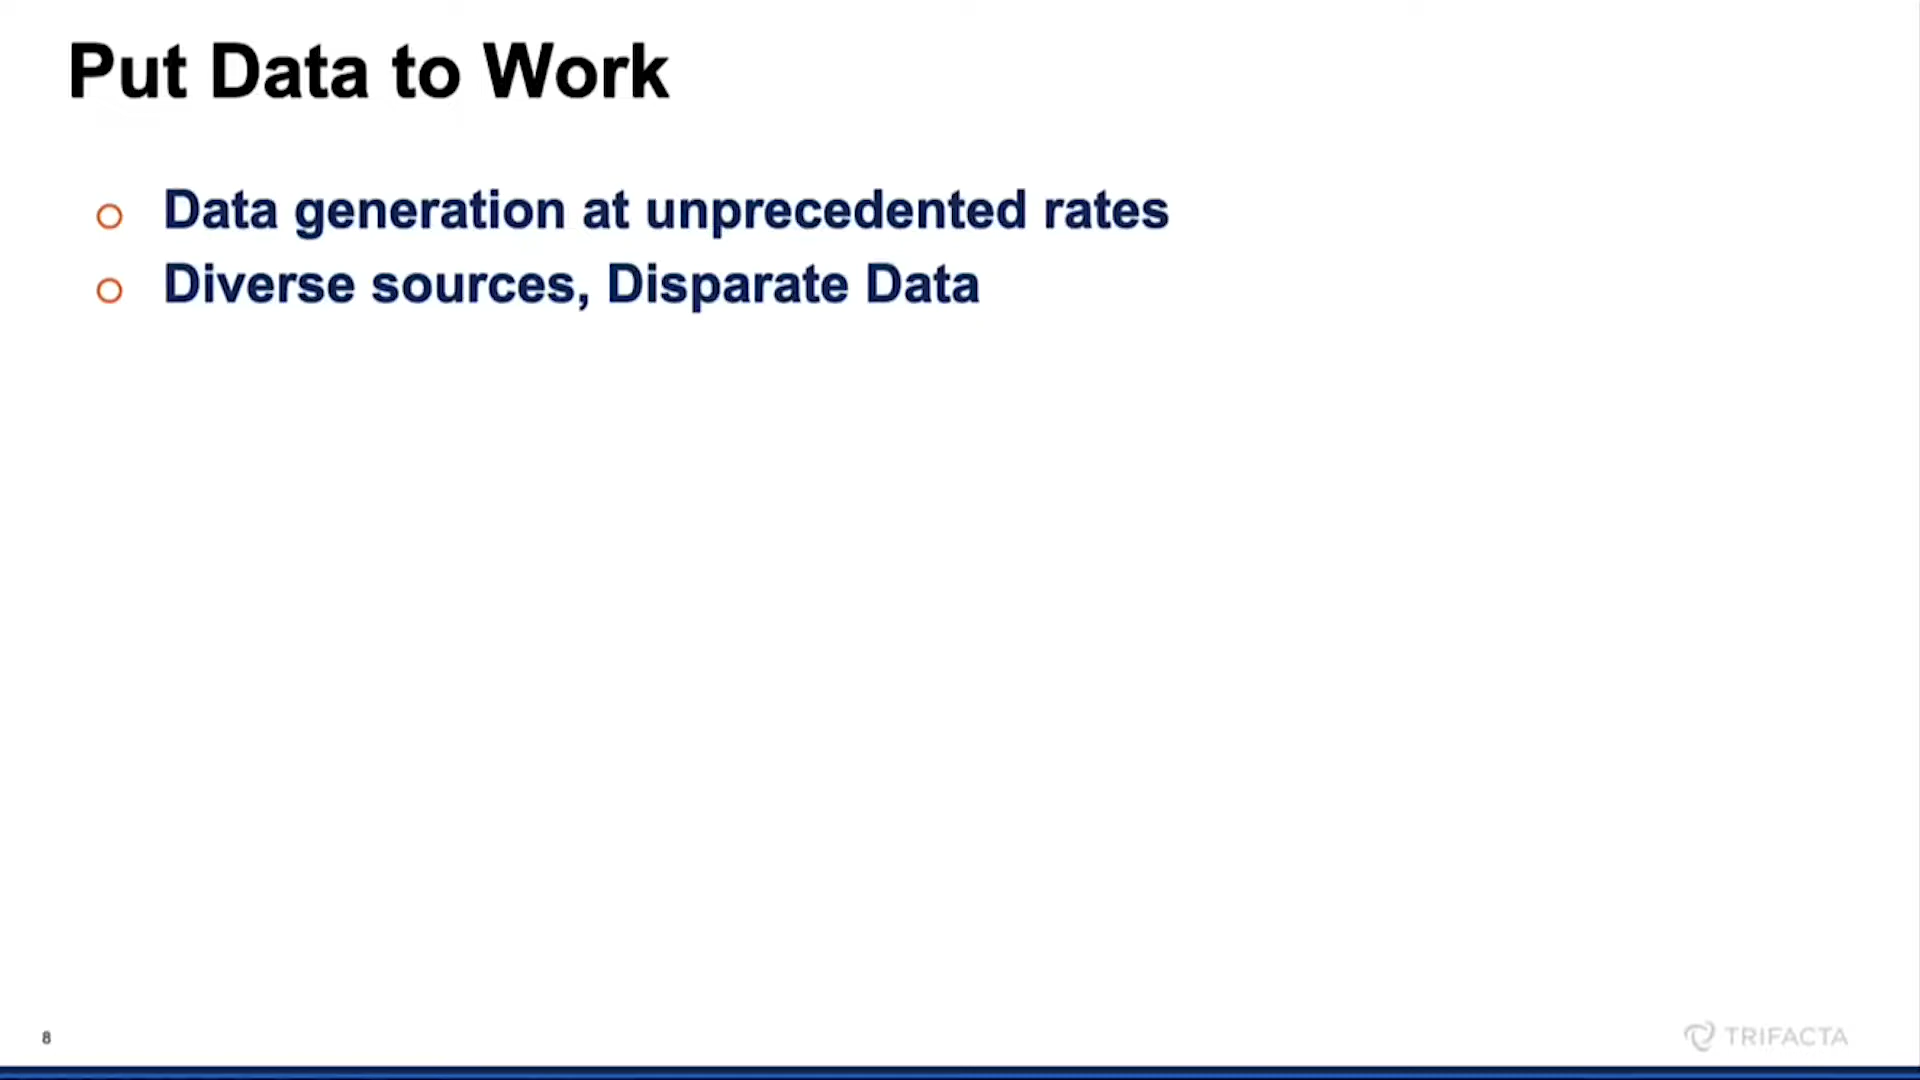 Put Data to Work
Data generation at unprecedented rates
Diverse sources, Disparate Data
8
TRIFACTA